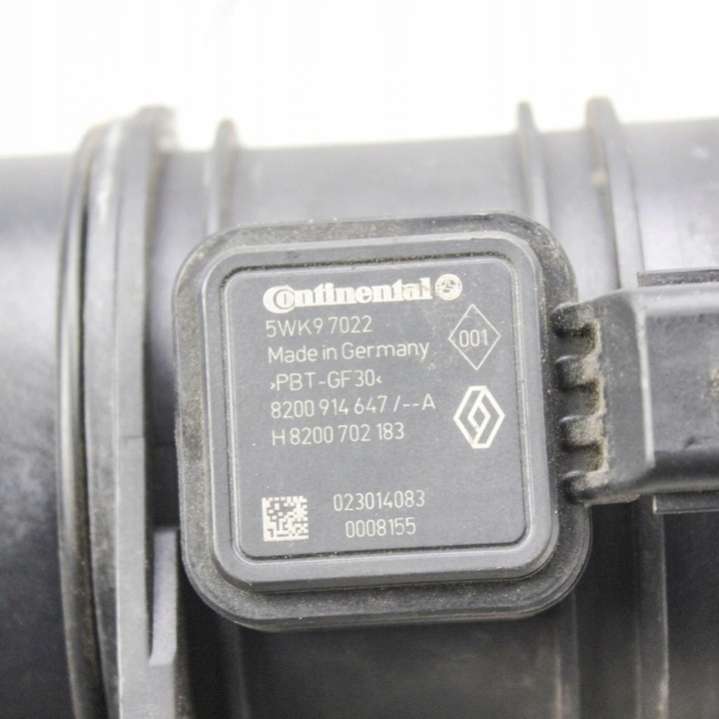 Continental
5WK9 7022
001
Made in Germany
>PBT-GF30<
8200 914 647 /--A
H 8200 702 183
023014083
0008155